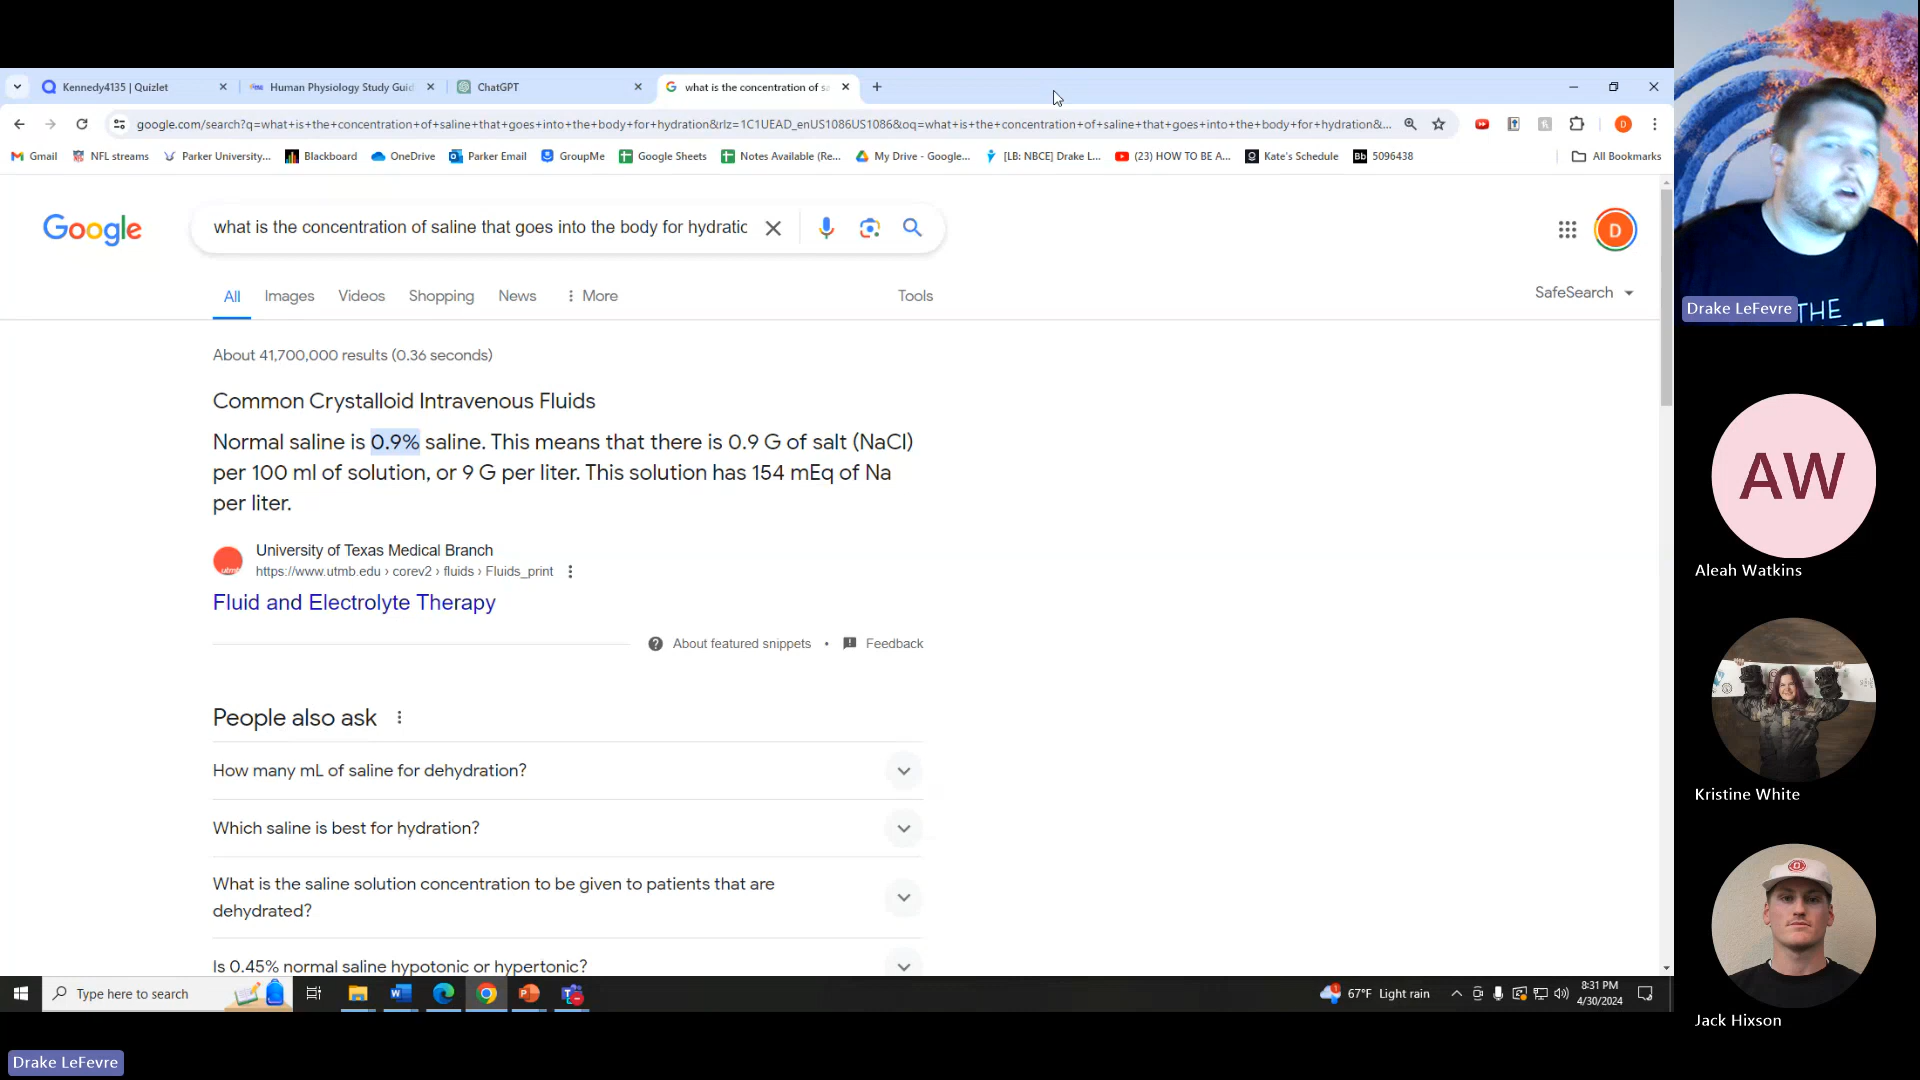 Kennedy4135 | Quizlet
Human Physiology Study Guid
ChatGPT
what is the concentration of sa
google.com/search?q=what+is+the+concentration+of+saline+that+goes+into+the+body+for+hydration&rlz=1C1UEAD_enUS1086US1086&oq=what+is+the+concentration+of+saline+that+goes+into+the+body+for+hydration&...
Gmail
NFL streams
Parker University...
Blackboard
OneDrive
Parker Email
GroupMe
Google Sheets
Notes Available (Re...
My Drive - Google...
[LB: NBCE] Drake L...
(23) HOW TO BE A...
Kate's Schedule
Bb 5096438
All Bookmarks
Google
what is the concentration of saline that goes into the body for hydratic
D
All
Images
Videos
Shopping
News
More
Tools
SafeSearch
About 41,700,000 results (0.36 seconds)
Common Crystalloid Intravenous Fluids
Normal saline is 0.9% saline. This means that there is 0.9 G of salt (NaCl)
per 100 ml of solution, or 9 G per liter. This solution has 154 mEq of Na
per liter.
University of Texas Medical Branch
https://www.utmb.edu › corev2 › fluids › Fluids_print
Fluid and Electrolyte Therapy
About featured snippets • Feedback
People also ask
How many mL of saline for dehydration?
Which saline is best for hydration?
What is the saline solution concentration to be given to patients that are
dehydrated?
Is 0.45% normal saline hypotonic or hypertonic?
Type here to search
67°F Light rain
8:31 PM
4/30/2024
Drake LeFevre
THE
Drake LeFevre
AW
Aleah Watkins
Kristine White
Jack Hixson